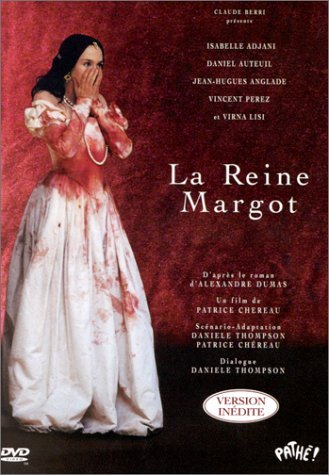 CLAUDE BERRI
présente
ISABELLE ADJANI
DANIEL AUTEUIL
JEAN-HUGUES ANGLADE
VINCENT PEREZ
et VIRNA LISI
La Reine
Margot
D'après le roman
d'ALEXANDRE DUMAS
Un film de
PATRICE CHEREAU
Scénario-Adaptation
DANIELE THOMPSON
PATRICE CHÉREAU
Dialogue
DANIELE THOMPSON
VERSION
INÉDITE
DVD
VIDEO
PATHÉ!